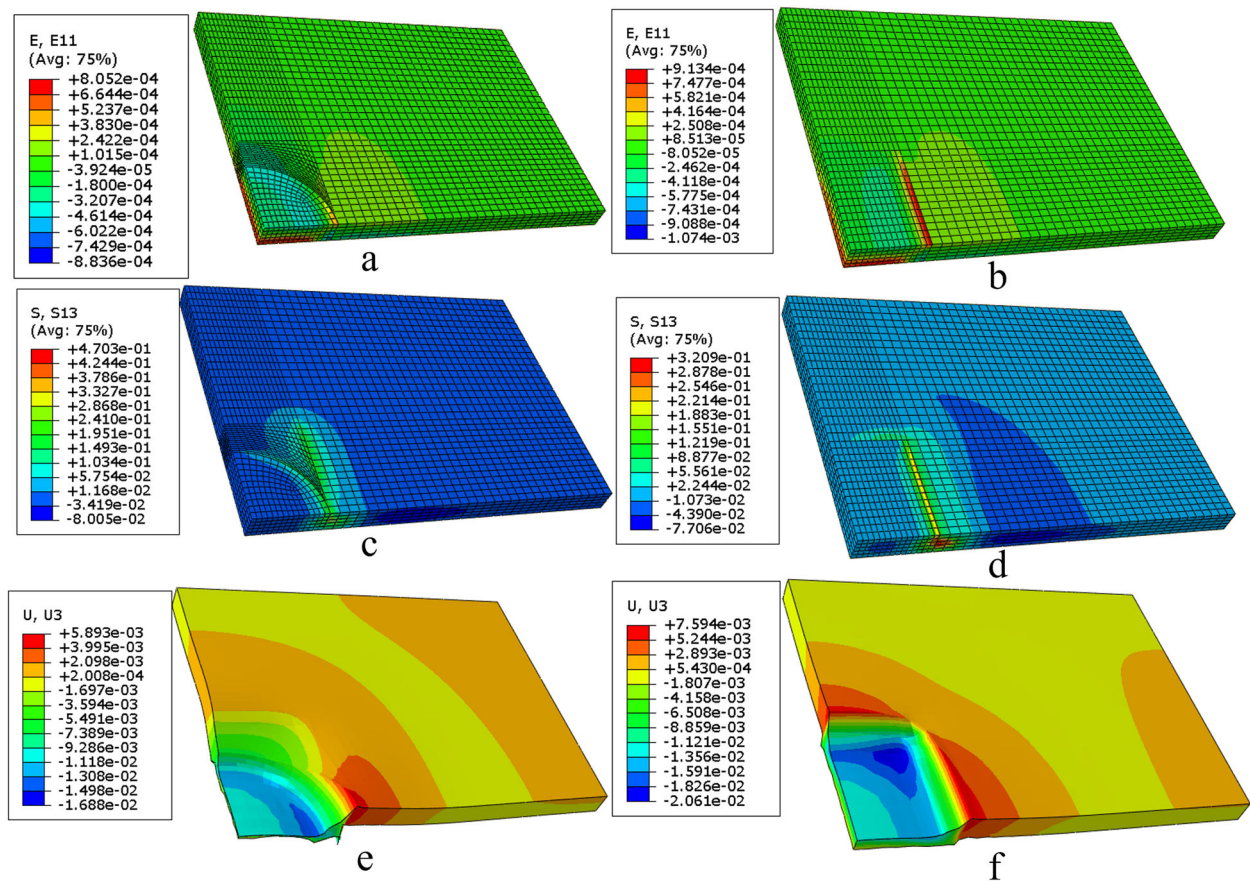 E, E11
(Avg: 75%)
+8.052e-04
+6.644e-04
+5.237e-04
+3.830e-04
+2.422e-04
+1.015e-04
-3.924e-05
-1.800e-04
-3.207e-04
-4.614e-04
-6.022e-04
-7.429e-04
-8.836e-04
a
E, E11
(Avg: 75%)
+9.134e-04
+7.477e-04
+5.821e-04
+4.164e-04
+2.508e-04
+8.513e-05
-8.052e-05
-2.462e-04
-4.118e-04
-5.775e-04
-7.431e-04
-9.088e-04
-1.074e-03
b
S, S13
(Avg: 75%)
+4.703e-01
+4.244e-01
+3.786e-01
+3.327e-01
+2.868e-01
+2.410e-01
+1.951e-01
+1.493e-01
+1.034e-01
+5.754e-02
+1.168e-02
-3.419e-02
-8.005e-02
c
S, S13
(Avg: 75%)
+3.209e-01
+2.878e-01
+2.546e-01
+2.214e-01
+1.883e-01
+1.551e-01
+1.219e-01
+8.877e-02
+5.561e-02
+2.244e-02
-1.073e-02
-4.390e-02
-7.706e-02
d
U, U3
+5.893e-03
+3.995e-03
+2.098e-03
+2.008e-04
-1.697e-03
-3.594e-03
-5.491e-03
-7.389e-03
-9.286e-03
-1.118e-02
-1.308e-02
-1.498e-02
-1.688e-02
e
U, U3
+7.594e-03
+5.244e-03
+2.893e-03
+5.430e-04
-1.807e-03
-4.158e-03
-6.508e-03
-8.859e-03
-1.121e-02
-1.356e-02
-1.591e-02
-1.826e-02
-2.061e-02
f